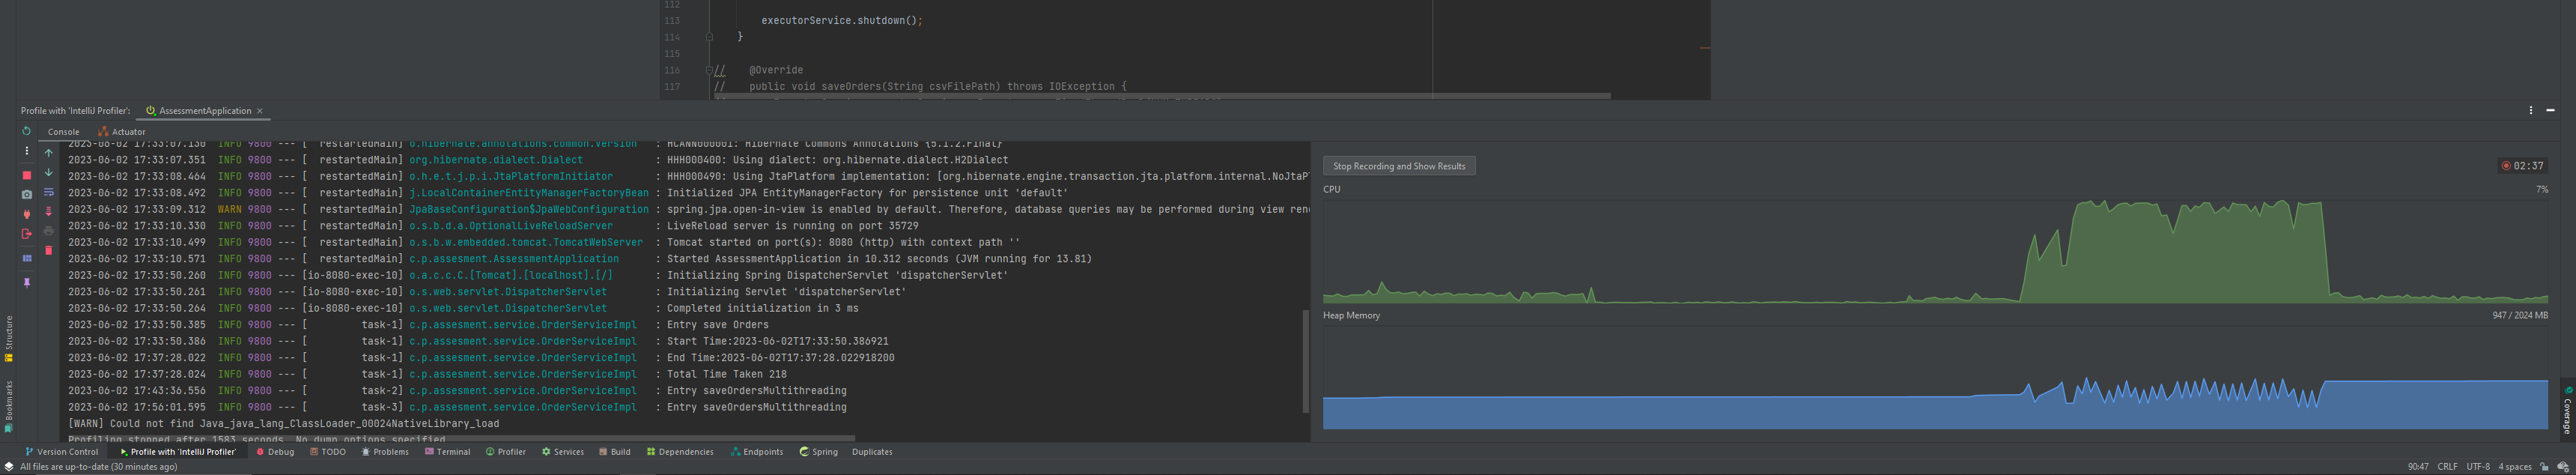 112
113 executorService.shutdown();
114 }
115
116 // @Override
117 // public void saveOrders(String csvFilePath) throws IOException {
Profile with 'IntelliJ Profiler': AssessmentApplication ×
Console Actuator
2023-06-02 17:33:07.130 INFO 9800 --- [ restartedMain] o.hibernate.annotations.common.Version : HCANN000001: Hibernate Commons Annotations {5.1.2.Final}
2023-06-02 17:33:07.351 INFO 9800 --- [ restartedMain] org.hibernate.dialect.Dialect : HHH000400: Using dialect: org.hibernate.dialect.H2Dialect
2023-06-02 17:33:08.464 INFO 9800 --- [ restartedMain] o.h.e.t.j.p.i.JtaPlatformInitiator : HHH000490: Using JtaPlatform implementation: [org.hibernate.engine.transaction.jta.platform.internal.NoJtaPl
2023-06-02 17:33:08.492 INFO 9800 --- [ restartedMain] j.LocalContainerEntityManagerFactoryBean : Initialized JPA EntityManagerFactory for persistence unit 'default'
2023-06-02 17:33:09.312 WARN 9800 --- [ restartedMain] JpaBaseConfiguration$JpaWebConfiguration : spring.jpa.open-in-view is enabled by default. Therefore, database queries may be performed during view ren
2023-06-02 17:33:10.330 INFO 9800 --- [ restartedMain] o.s.b.d.a.OptionalLiveReloadServer : LiveReload server is running on port 35729
2023-06-02 17:33:10.499 INFO 9800 --- [ restartedMain] o.s.b.w.embedded.tomcat.TomcatWebServer : Tomcat started on port(s): 8080 (http) with context path ''
2023-06-02 17:33:10.571 INFO 9800 --- [ restartedMain] c.p.assesment.AssessmentApplication : Started AssessmentApplication in 10.312 seconds (JVM running for 13.81)
2023-06-02 17:33:50.260 INFO 9800 --- [io-8080-exec-10] o.a.c.c.C.[Tomcat].[localhost].[/] : Initializing Spring DispatcherServlet 'dispatcherServlet'
2023-06-02 17:33:50.261 INFO 9800 --- [io-8080-exec-10] o.s.web.servlet.DispatcherServlet : Initializing Servlet 'dispatcherServlet'
2023-06-02 17:33:50.264 INFO 9800 --- [io-8080-exec-10] o.s.web.servlet.DispatcherServlet : Completed initialization in 3 ms
2023-06-02 17:33:50.385 INFO 9800 --- [ task-1] c.p.assesment.service.OrderServiceImpl : Entry save Orders
2023-06-02 17:33:50.386 INFO 9800 --- [ task-1] c.p.assesment.service.OrderServiceImpl : Start Time:2023-06-02T17:33:50.386921
2023-06-02 17:37:28.022 INFO 9800 --- [ task-1] c.p.assesment.service.OrderServiceImpl : End Time:2023-06-02T17:37:28.022918200
2023-06-02 17:37:28.024 INFO 9800 --- [ task-1] c.p.assesment.service.OrderServiceImpl : Total Time Taken 218
2023-06-02 17:43:36.556 INFO 9800 --- [ task-2] c.p.assesment.service.OrderServiceImpl : Entry saveOrdersMultithreading
2023-06-02 17:56:01.595 INFO 9800 --- [ task-3] c.p.assesment.service.OrderServiceImpl : Entry saveOrdersMultithreading
[WARN] Could not find Java_java_lang_ClassLoader_00024NativeLibrary_load
Profiling stopped after 1583 seconds. No dump options specified
Stop Recording and Show Results
02:37
CPU 7%
Heap Memory 947 / 2024 MB
Structure
Bookmarks
Coverage
Version Control Profile with 'IntelliJ Profiler' Debug TODO Problems Terminal Profiler Services Build Dependencies Endpoints Spring Duplicates
All files are up-to-date (30 minutes ago) 90:47 CRLF UTF-8 4 spaces